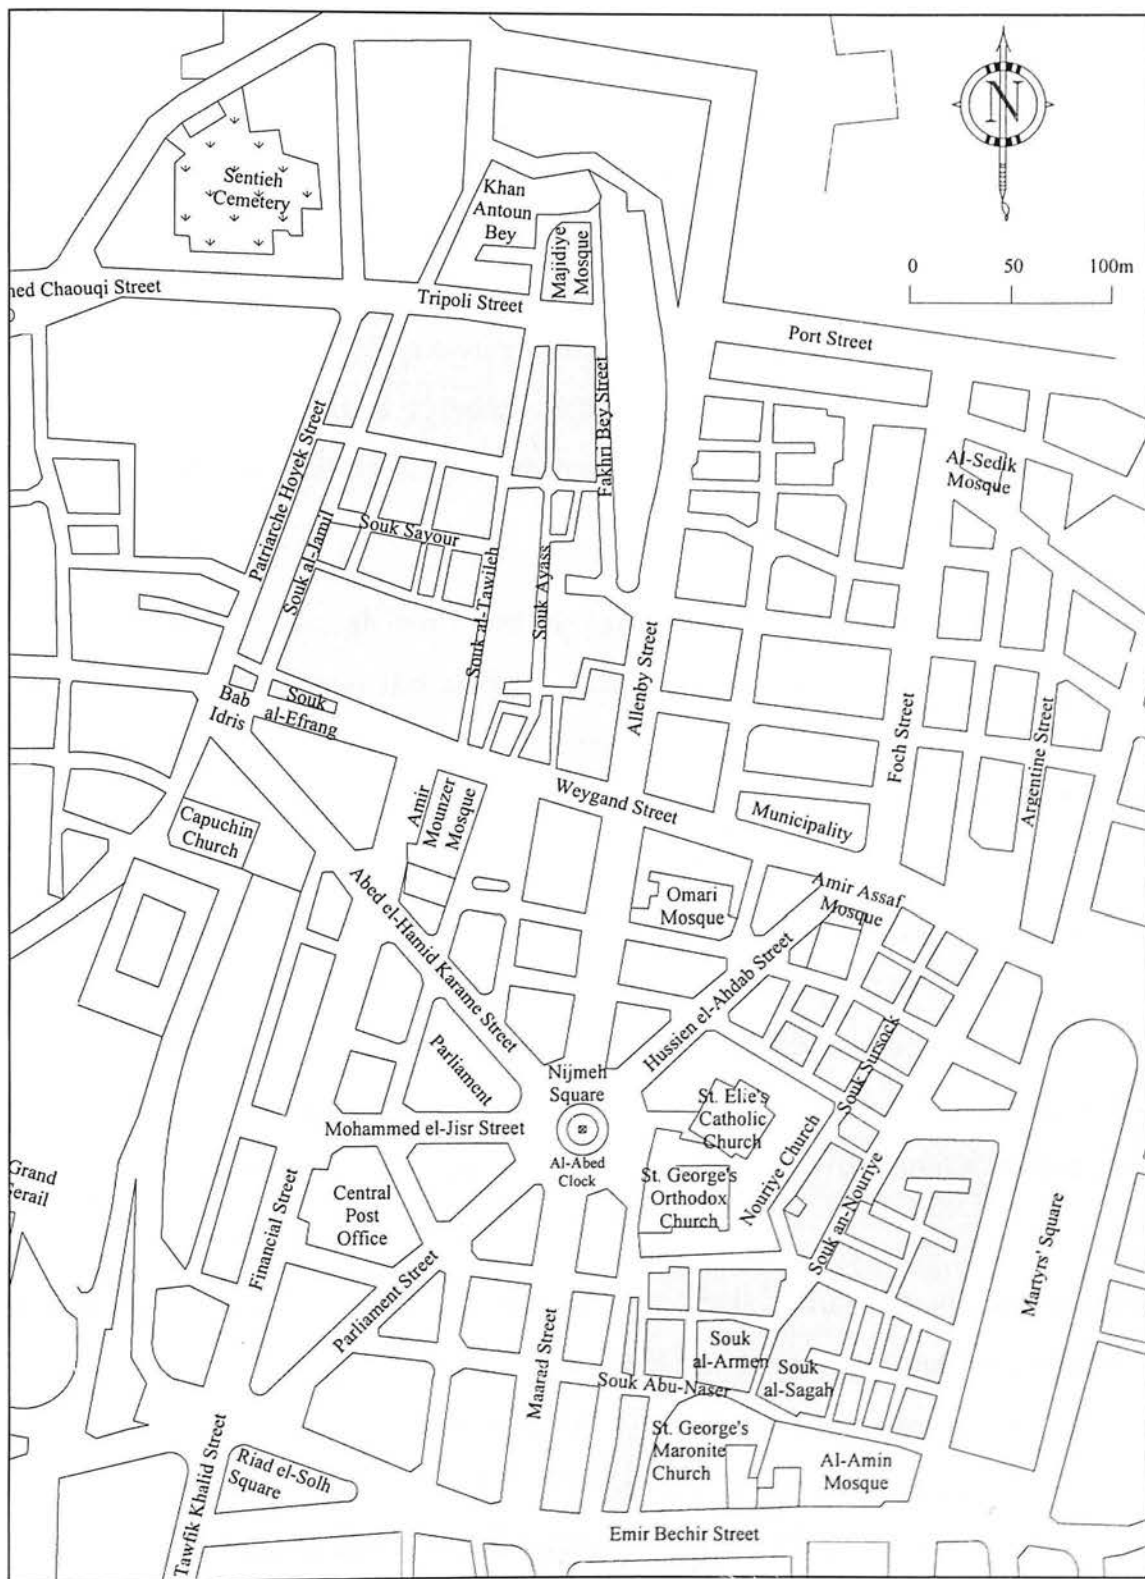 N
Sentieh
Cemetery
Khan
Antoun
Bey
Majidiye
Mosque
0 50 100m
ned Chaouqi Street
Tripoli Street
Port Street
Patriarche Hoyek Street
Fakhri Bey Street
Al-Sedik
Mosque
Souk al-Jamil
Souk Sayour
Souk al-Tawileh
Souk Ayass
Allenby Street
Bab
Idris
Souk
al-Efrang
Foch Street
Argentine Street
Weygand Street
Municipality
Capuchin
Church
Amir
Mounzer
Mosque
Abed el-Hamid Karame Street
Omari
Mosque
Amir Assaf
Mosque
Hussien el-Ahdab Street
Parliament
Nijmeh
Square
Souk Sursock
St. Elie's
Catholic
Church
Mohammed el-Jisr Street
Al-Abed
Clock
Nouriye Church
Grand
Serail
Financial Street
Central
Post
Office
St. George's
Orthodox
Church
Souk an-Nouriye
Martyrs' Square
Parliament Street
Maarad Street
Souk
al-Armen
Souk
al-Sagah
Souk Abu-Naser
St. George's
Maronite
Church
Al-Amin
Mosque
Tawfik Khalid Street
Riad el-Solh
Square
Emir Bechir Street